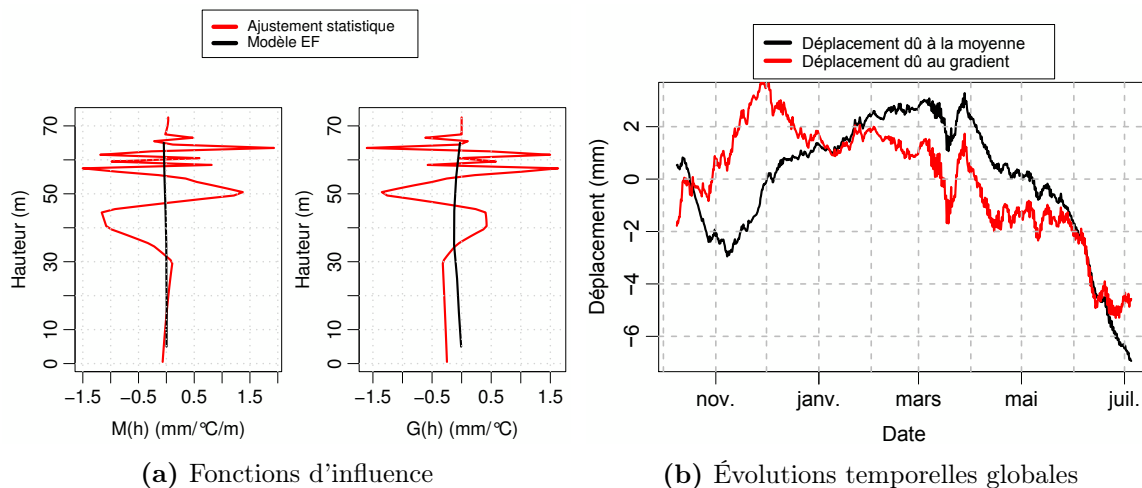 Ajustement statistique
Modèle EF
Hauteur (m)
70
50
30
10
0
−1.5
−0.5
0.5
1.5
M(h) (mm/°C/m)
Hauteur (m)
70
50
30
10
0
−1.5
−0.5
0.5
1.5
G(h) (mm/°C)
(a) Fonctions d'influence
Déplacement dû à la moyenne
Déplacement dû au gradient
Déplacement (mm)
2
0
−2
−4
−6
nov.
janv.
mars
mai
juil.
Date
(b) Évolutions temporelles globales